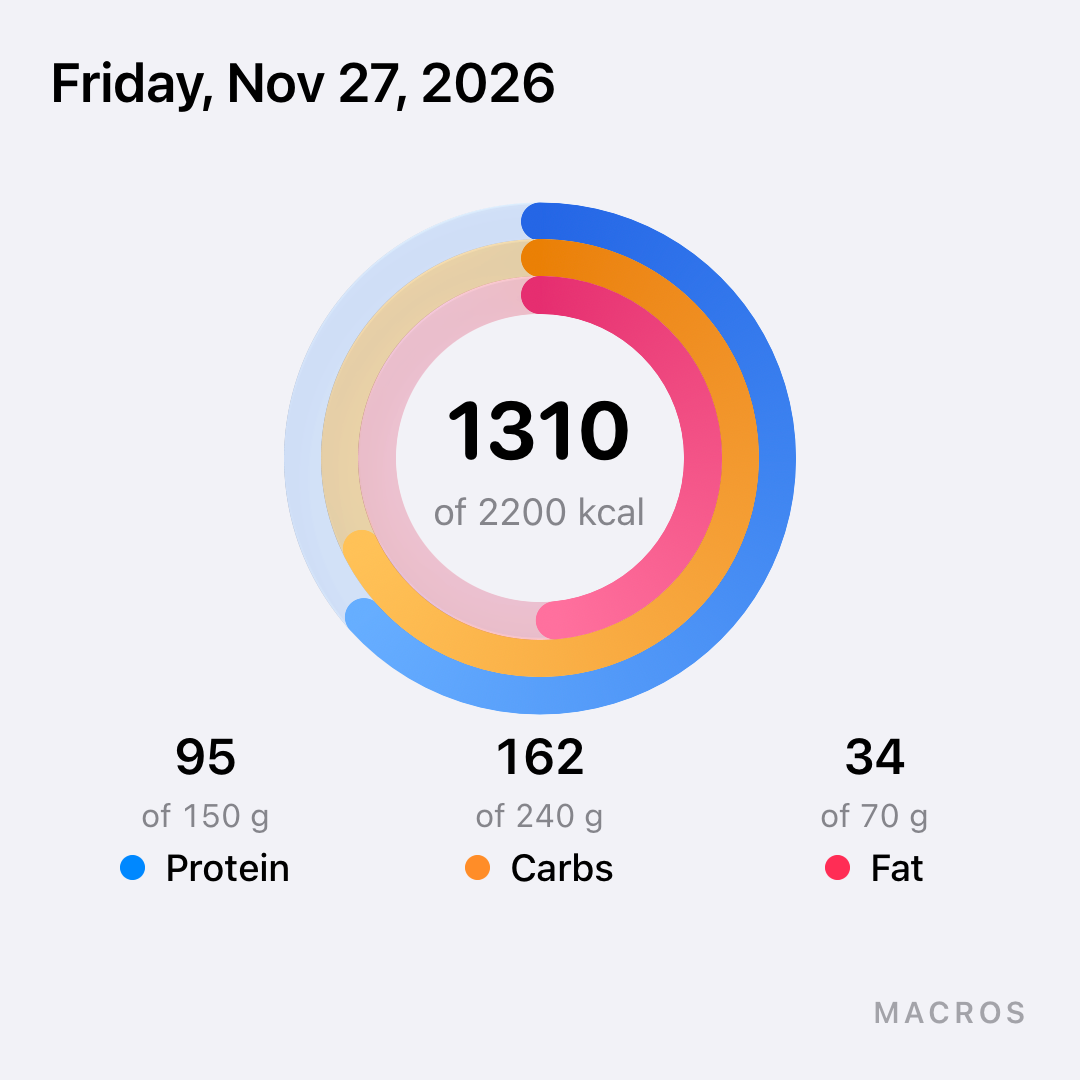 Friday, Nov 27, 2026
1310
of 2200 kcal
95
of 150 g
Protein
162
of 240 g
Carbs
34
of 70 g
Fat
MACROS